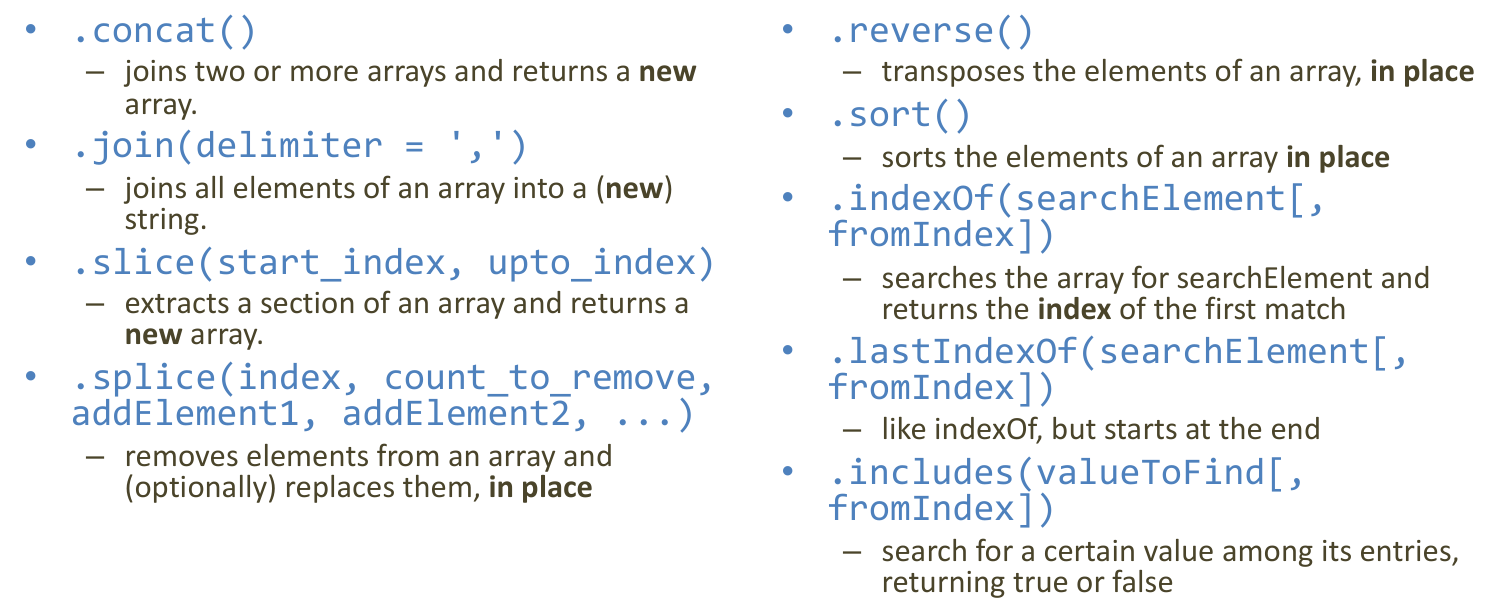 • .concat()
– joins two or more arrays and returns a new
array.
• .join(delimiter = ',')
– joins all elements of an array into a (new)
string.
• .slice(start_index, upto_index)
– extracts a section of an array and returns a
new array.
• .splice(index, count_to_remove,
addElement1, addElement2, ...)
– removes elements from an array and
(optionally) replaces them, in place
• .reverse()
– transposes the elements of an array, in place
• .sort()
– sorts the elements of an array in place
• .indexOf(searchElement[,
fromIndex])
– searches the array for searchElement and
returns the index of the first match
• .lastIndexOf(searchElement[,
fromIndex])
– like indexOf, but starts at the end
• .includes(valueToFind[,
fromIndex])
– search for a certain value among its entries,
returning true or false